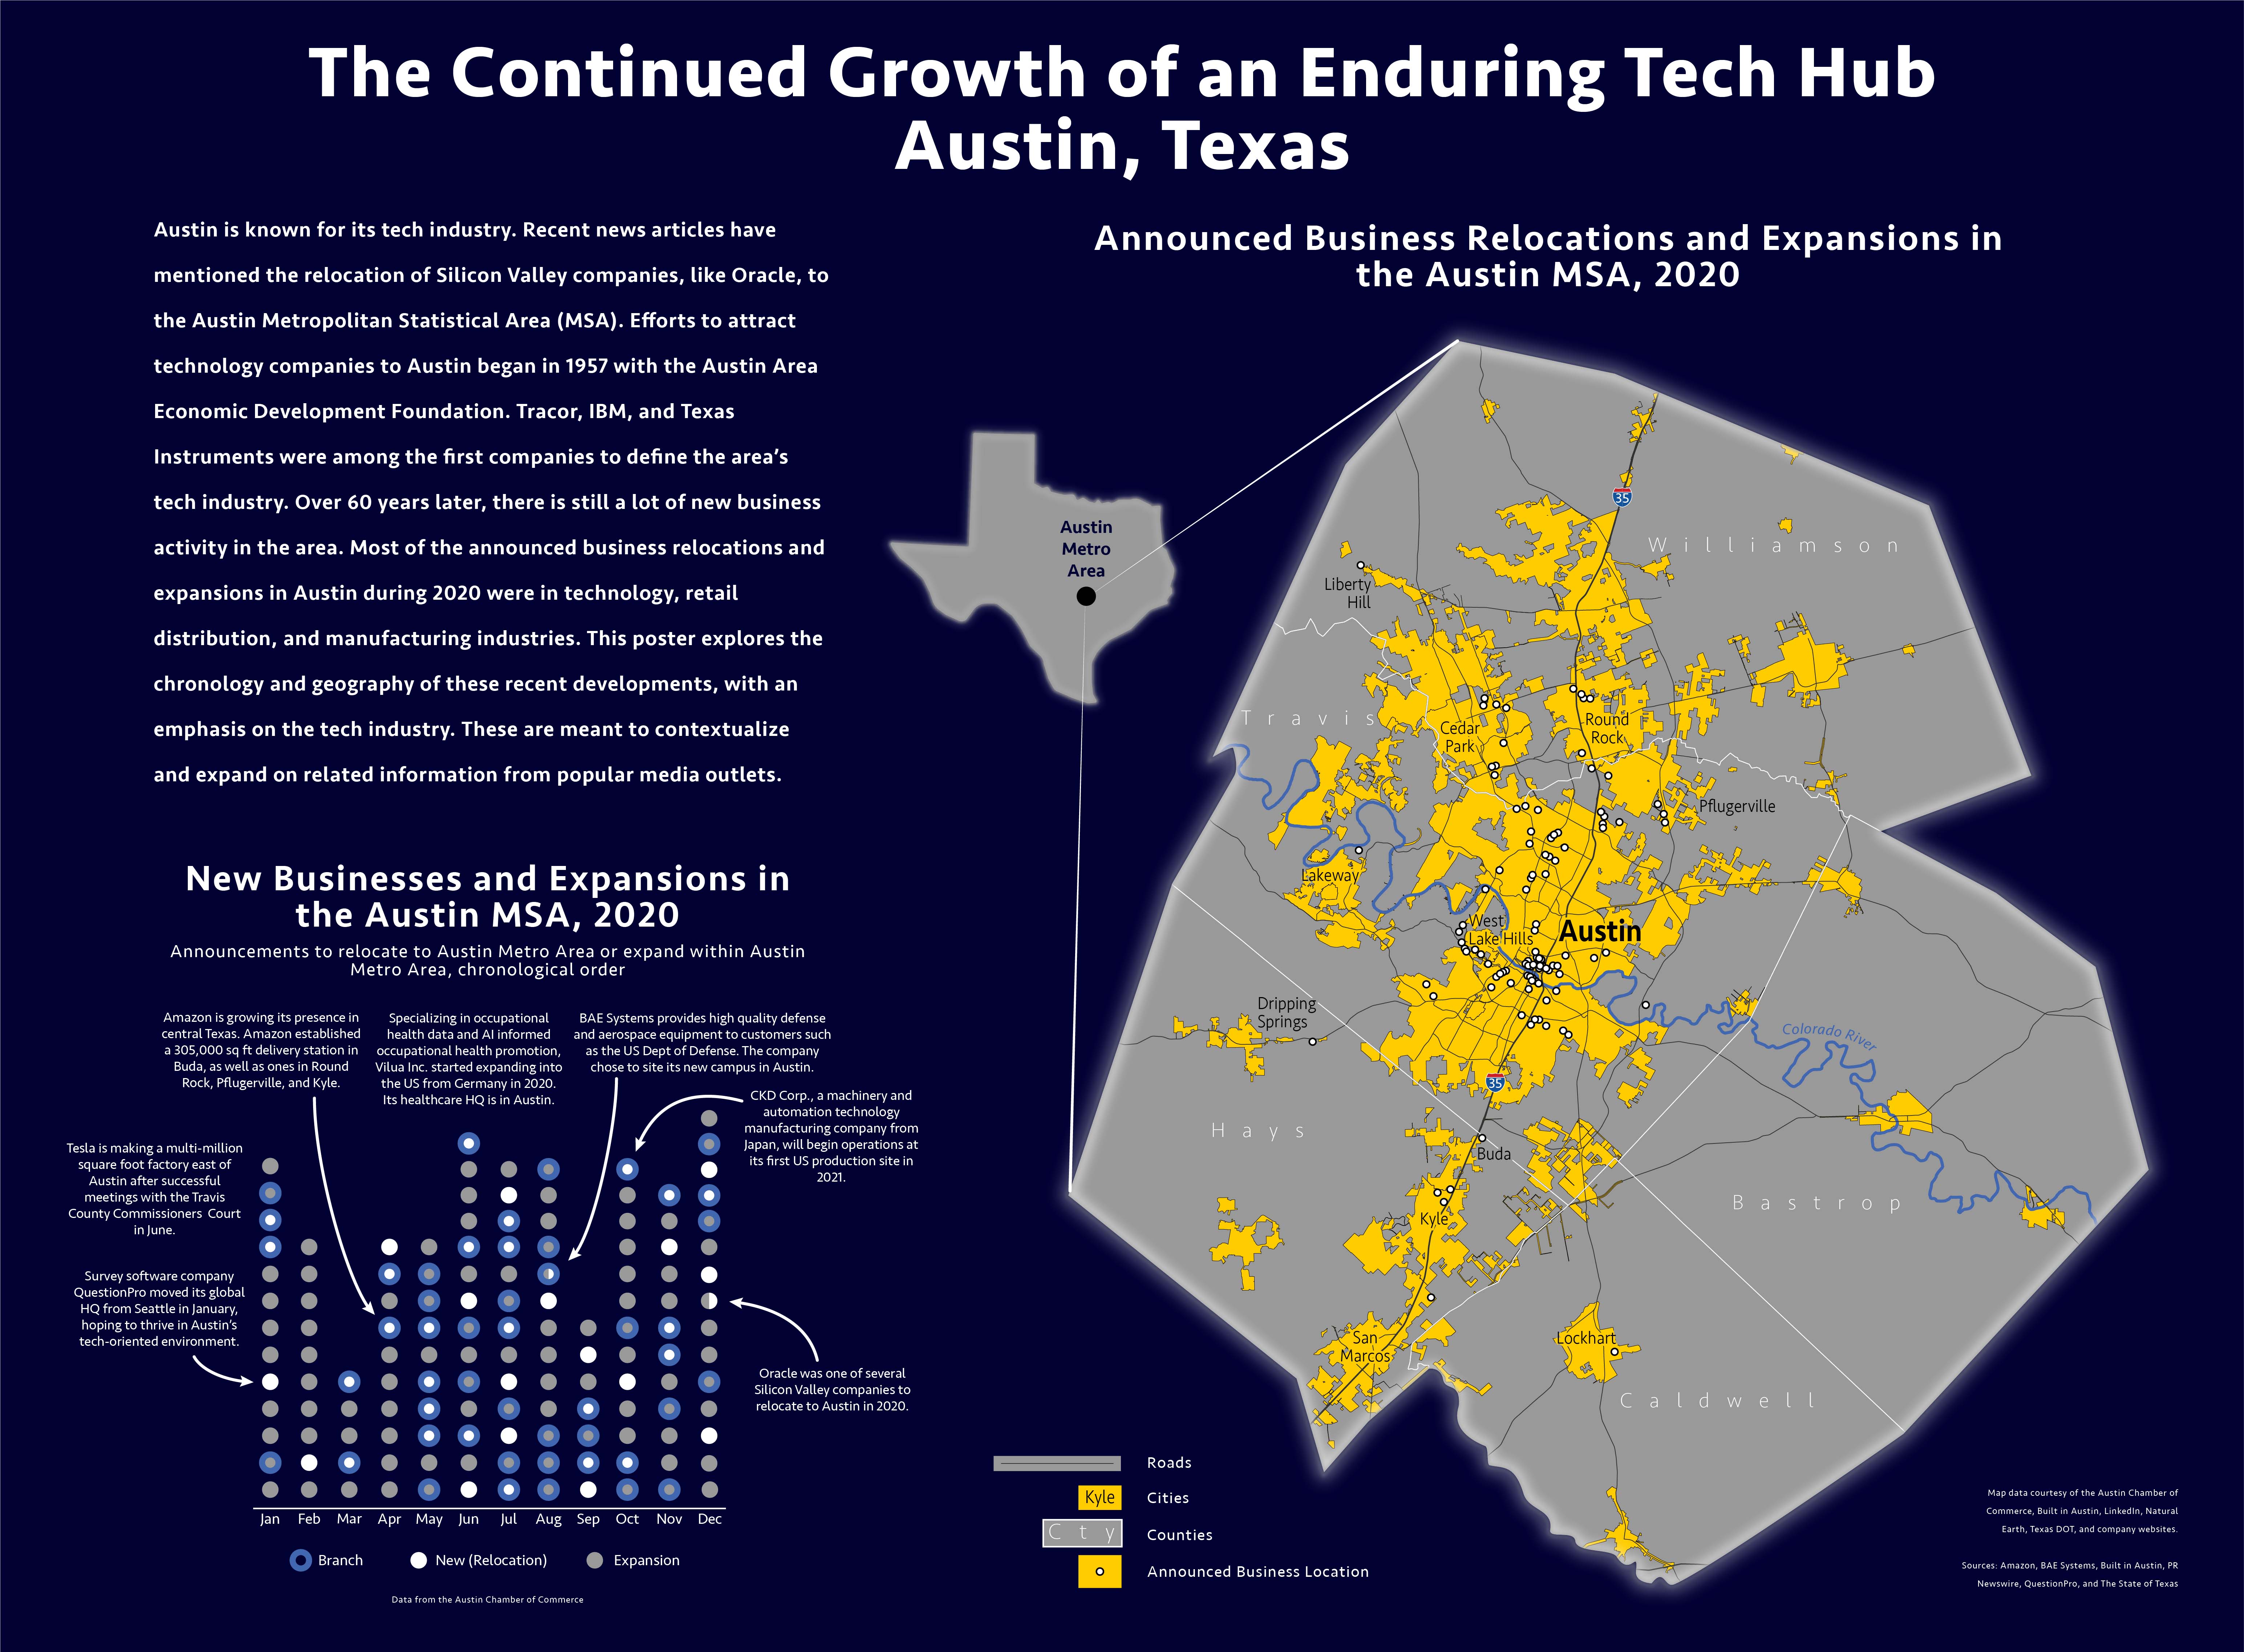 The Continued Growth of an Enduring Tech Hub
Austin, Texas
Austin is known for its tech industry. Recent news articles have
mentioned the relocation of Silicon Valley companies, like Oracle, to
the Austin Metropolitan Statistical Area (MSA). Efforts to attract
technology companies to Austin began in 1957 with the Austin Area
Economic Development Foundation. Tracor, IBM, and Texas
Instruments were among the first companies to define the area's
tech industry. Over 60 years later, there is still a lot of new business
activity in the area. Most of the announced business relocations and
expansions in Austin during 2020 were in technology, retail
distribution, and manufacturing industries. This poster explores the
chronology and geography of these recent developments, with an
emphasis on the tech industry. These are meant to contextualize
and expand on related information from popular media outlets.
New Businesses and Expansions in
the Austin MSA, 2020
Announcements to relocate to Austin Metro Area or expand within Austin
Metro Area, chronological order
Amazon is growing its presence in
central Texas. Amazon established
a 305,000 sq ft delivery station in
Buda, as well as ones in Round
Rock, Pflugerville, and Kyle.
Specializing in occupational
health data and AI informed
occupational health promotion,
Vilua Inc. started expanding into
the US from Germany in 2020.
Its healthcare HQ is in Austin.
BAE Systems provides high quality defense
and aerospace equipment to customers such
as the US Dept of Defense. The company
chose to site its new campus in Austin.
CKD Corp., a machinery and
automation technology
manufacturing company from
Japan, will begin operations at
its first US production site in
2021.
Tesla is making a multi-million
square foot factory east of
Austin after successful
meetings with the Travis
County Commissioners Court
in June.
Survey software company
QuestionPro moved its global
HQ from Seattle in January,
hoping to thrive in Austin's
tech-oriented environment.
Oracle was one of several
Silicon Valley companies to
relocate to Austin in 2020.
Jan Feb Mar Apr May Jun Jul Aug Sep Oct Nov Dec
Branch
New (Relocation)
Expansion
Data from the Austin Chamber of Commerce
Announced Business Relocations and Expansions in
the Austin MSA, 2020
Austin
Metro
Area
35
Williamson
Liberty
Hill
Travis
Cedar
Park
Round
Rock
Pflugerville
Lakeway
West
Lake Hills
Austin
Dripping
Springs
Colorado River
35
Hays
Buda
Bastrop
Kyle
San
Marcos
Lockhart
Caldwell
Roads
Kyle
Cities
Cty
Counties
Announced Business Location
Map data courtesy of the Austin Chamber of
Commerce, Built in Austin, LinkedIn, Natural
Earth, Texas DOT, and company websites.
Sources: Amazon, BAE Systems, Built in Austin, PR
Newswire, QuestionPro, and The State of Texas